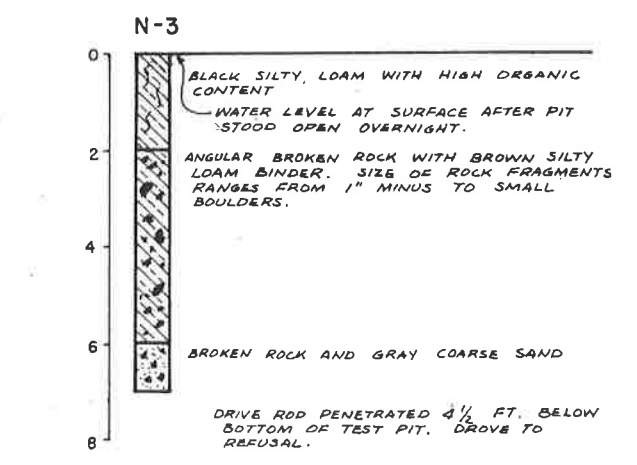 N-3
0
BLACK SILTY, LOAM WITH HIGH ORGANIC
CONTENT
WATER LEVEL AT SURFACE AFTER PIT
STOOD OPEN OVERNIGHT.
2
ANGULAR BROKEN ROCK WITH BROWN SILTY
LOAM BINDER. SIZE OF ROCK FRAGMENTS
RANGES FROM 1" MINUS TO SMALL
BOULDERS.
4
6
BROKEN ROCK AND GRAY COARSE SAND
DRIVE ROD PENETRATED 4 1/2 FT. BELOW
BOTTOM OF TEST PIT. DROVE TO
REFUSAL.
8